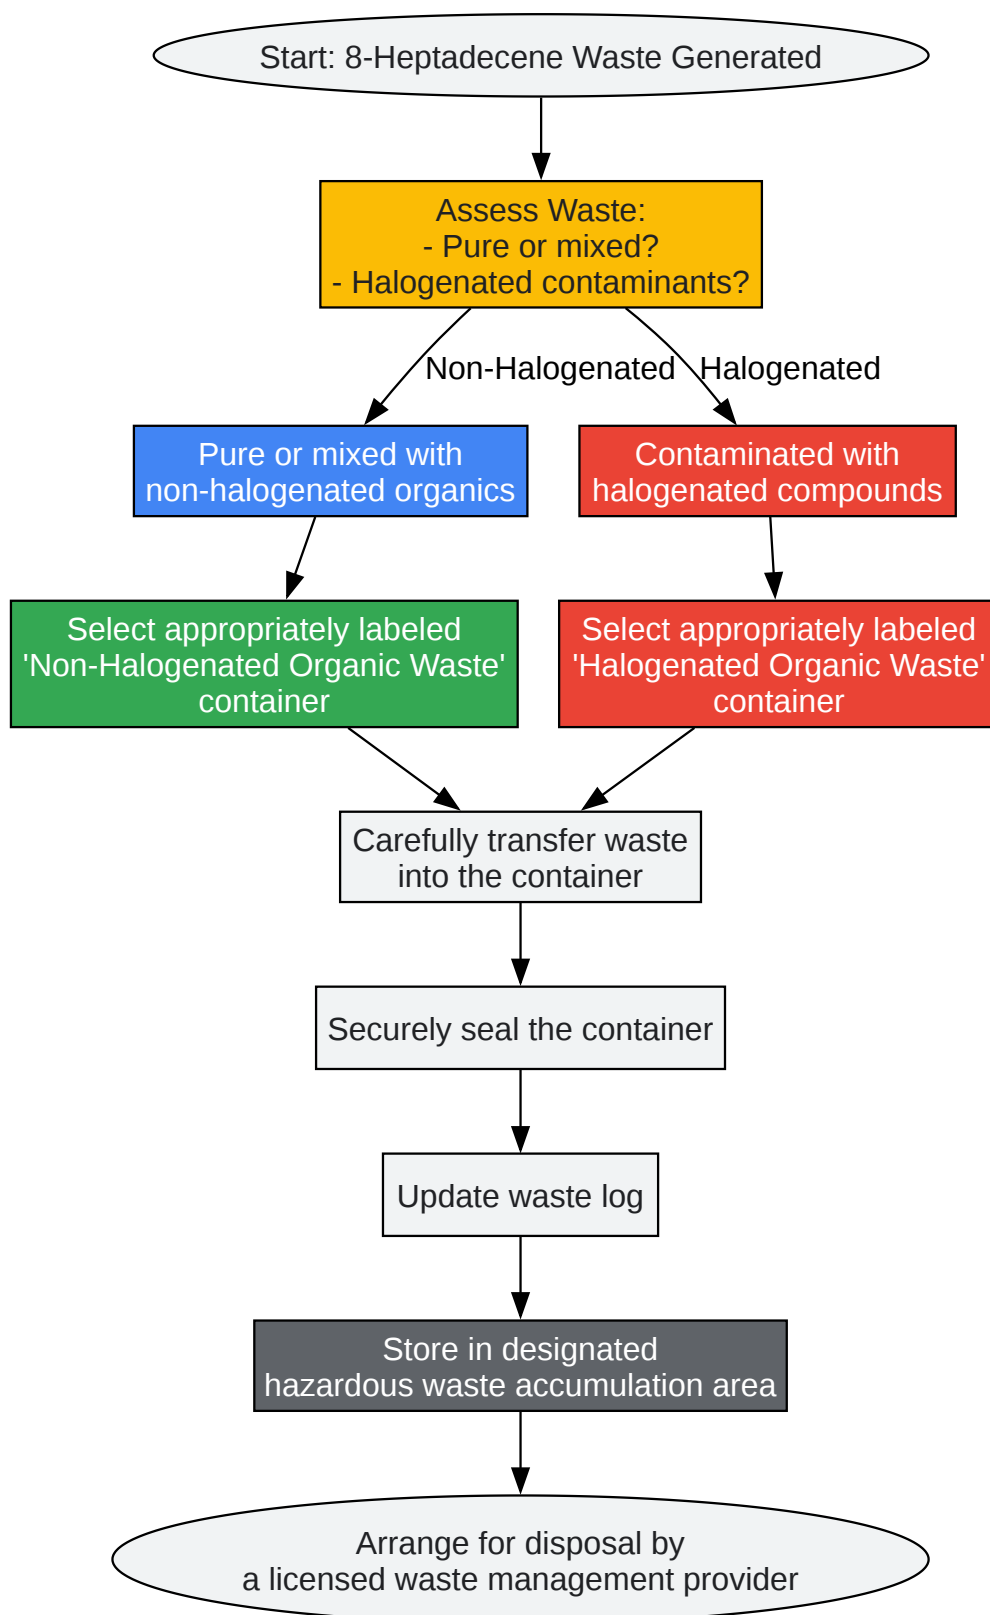 Start: 8-Heptadecene Waste Generated
Assess Waste:
- Pure or mixed?
- Halogenated contaminants?
Non-Halogenated
Halogenated
Pure or mixed with
non-halogenated organics
Contaminated with
halogenated compounds
Select appropriately labeled
'Non-Halogenated Organic Waste'
container
Select appropriately labeled
'Halogenated Organic Waste'
container
Carefully transfer waste
into the container
Securely seal the container
Update waste log
Store in designated
hazardous waste accumulation area
Arrange for disposal by
a licensed waste management provider